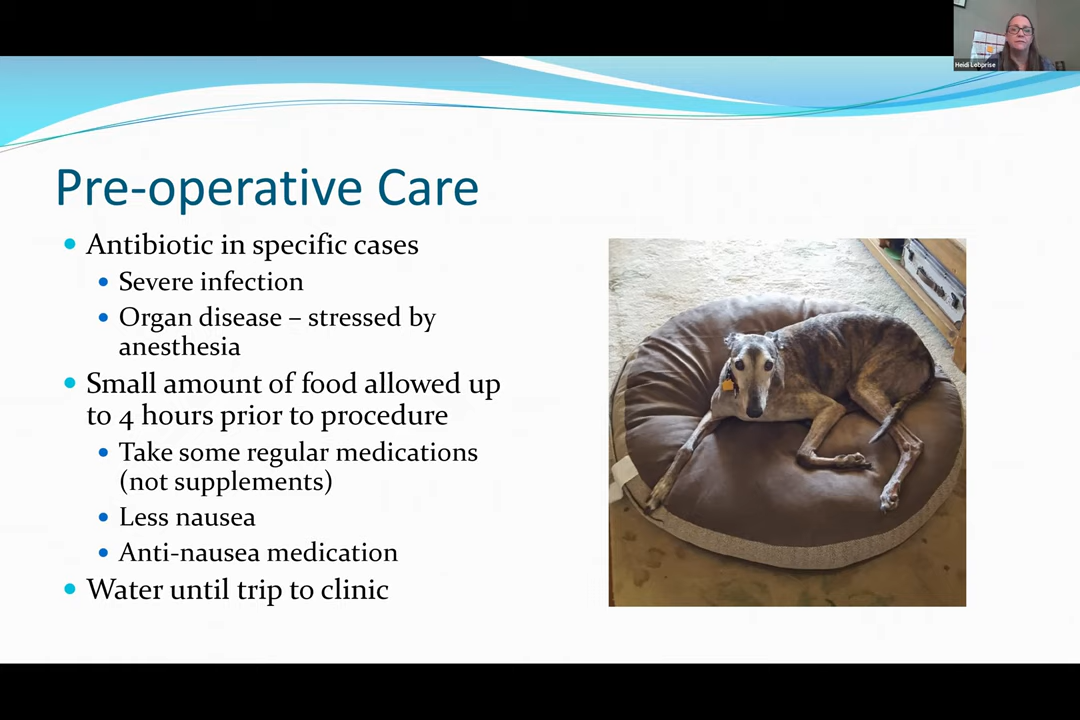 Heidi Lobprise
Pre-operative Care
Antibiotic in specific cases
Severe infection
Organ disease – stressed by
anesthesia
Small amount of food allowed up
to 4 hours prior to procedure
Take some regular medications
(not supplements)
Less nausea
Anti-nausea medication
Water until trip to clinic